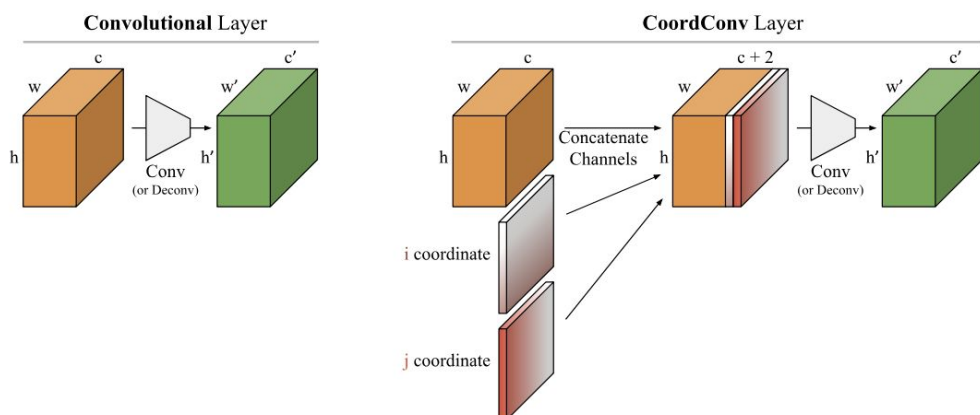 Convolutional Layer
c
w
h
Conv
(or Deconv)
c′
w′
h′
CoordConv Layer
c
w
h
Concatenate
Channels
i coordinate
j coordinate
c + 2
w
h
Conv
(or Deconv)
c′
w′
h′